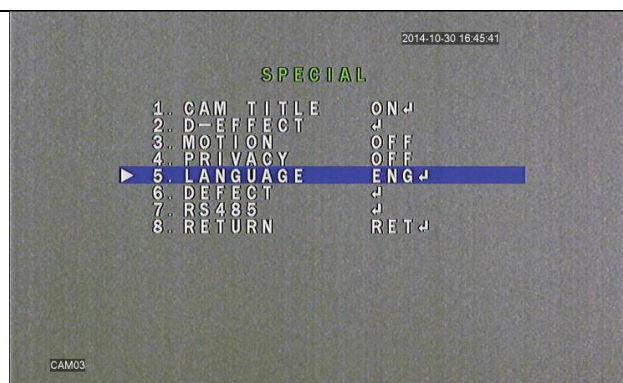 2014-10-30 16:45:41
SPECIAL
1. CAM TITLE ON↲
2. D-EFFECT ↲
3. MOTION OFF
4. PRIVACY OFF
▶ 5. LANGUAGE ENG↲
6. DEFECT ↲
7. RS485 ↲
8. RETURN RET↲
CAM03